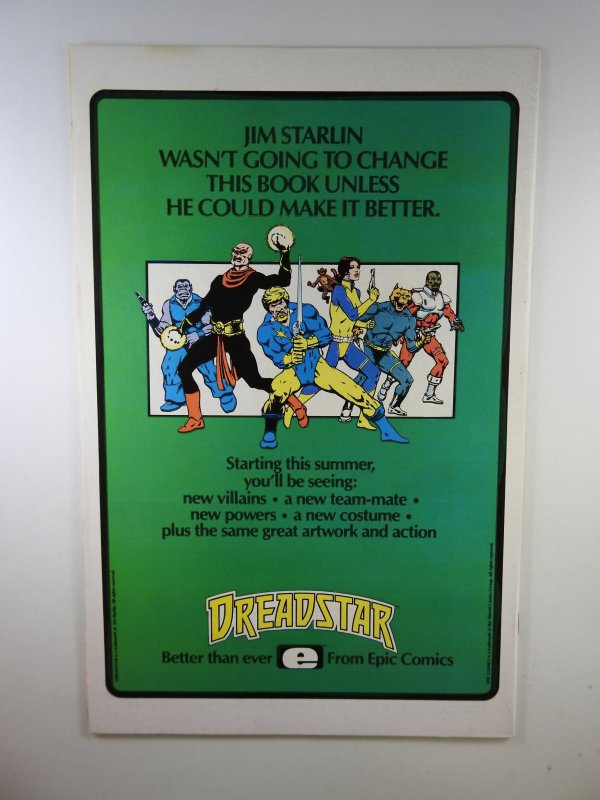 JIM STARLIN
WASN'T GOING TO CHANGE
THIS BOOK UNLESS
HE COULD MAKE IT BETTER.
Starting this summer,
you'll be seeing:
new villains • a new team-mate •
new powers • a new costume •
plus the same great artwork and action
DREADSTAR
Better than ever e From Epic Comics